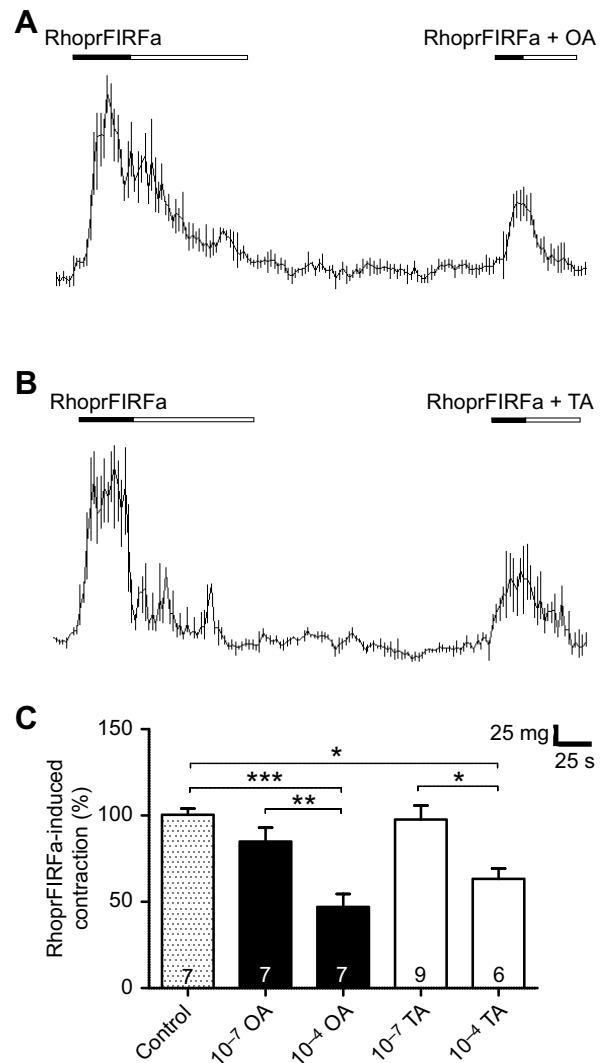 A
RhoprFIRFa
RhoprFIRFa + OA
B
RhoprFIRFa
RhoprFIRFa + TA
C
25 mg
25 s
RhoprFIRFa-induced
contraction (%)
150
100
50
0
*
***
**
*
7
7
7
9
6
Control
10⁻⁷ OA
10⁻⁴ OA
10⁻⁷ TA
10⁻⁴ TA